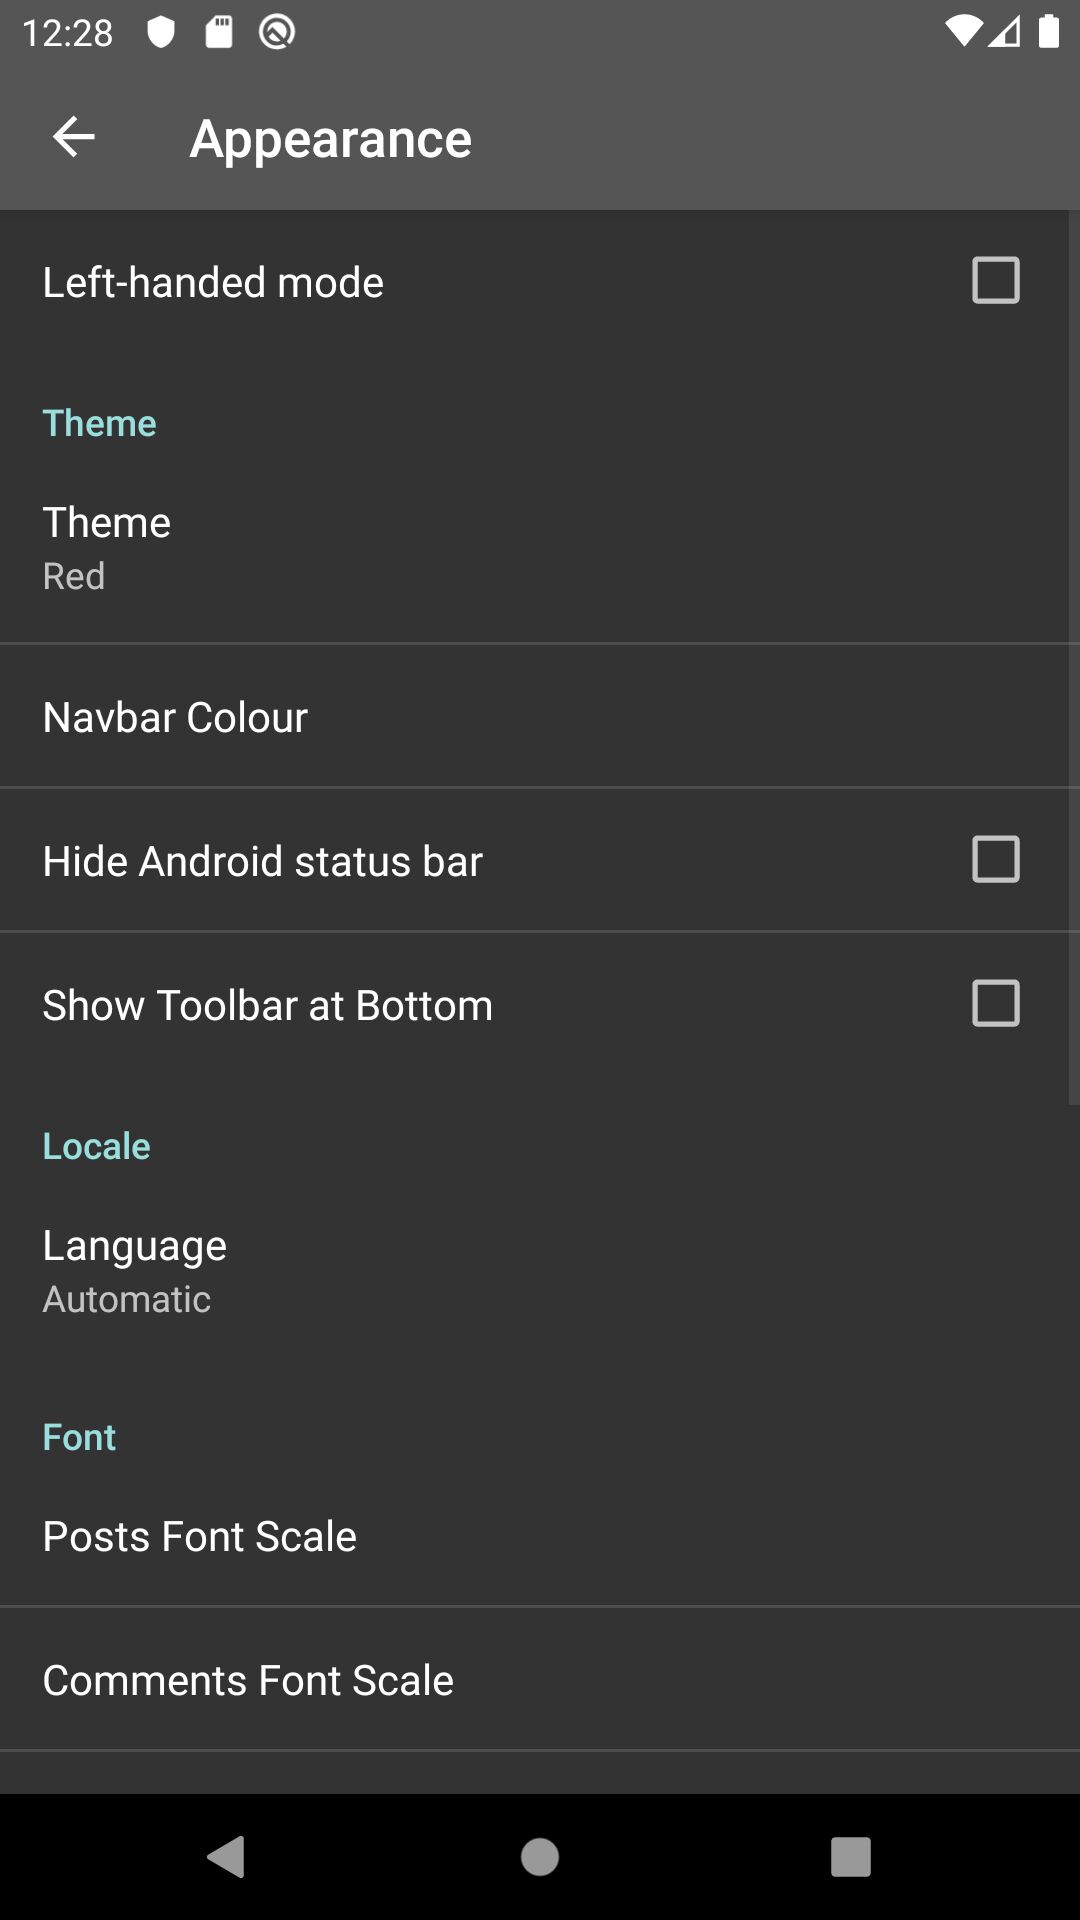 12:28
Appearance
Left-handed mode
Theme
Theme
Red
Navbar Colour
Hide Android status bar
Show Toolbar at Bottom
Locale
Language
Automatic
Font
Posts Font Scale
Comments Font Scale